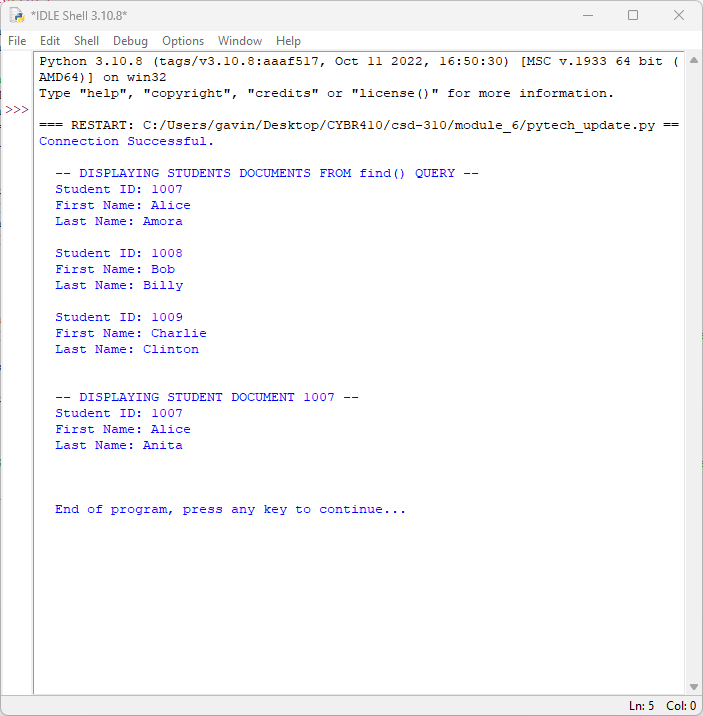 *IDLE Shell 3.10.8*
File Edit Shell Debug Options Window Help
Python 3.10.8 (tags/v3.10.8:aaaf517, Oct 11 2022, 16:50:30) [MSC v.1933 64 bit (
AMD64)] on win32
Type "help", "copyright", "credits" or "license()" for more information.
>>>
=== RESTART: C:/Users/gavin/Desktop/CYBR410/csd-310/module_6/pytech_update.py ==
Connection Successful.
-- DISPLAYING STUDENTS DOCUMENTS FROM find() QUERY --
Student ID: 1007
First Name: Alice
Last Name: Amora
Student ID: 1008
First Name: Bob
Last Name: Billy
Student ID: 1009
First Name: Charlie
Last Name: Clinton
-- DISPLAYING STUDENT DOCUMENT 1007 --
Student ID: 1007
First Name: Alice
Last Name: Anita
End of program, press any key to continue...
Ln: 5 Col: 0